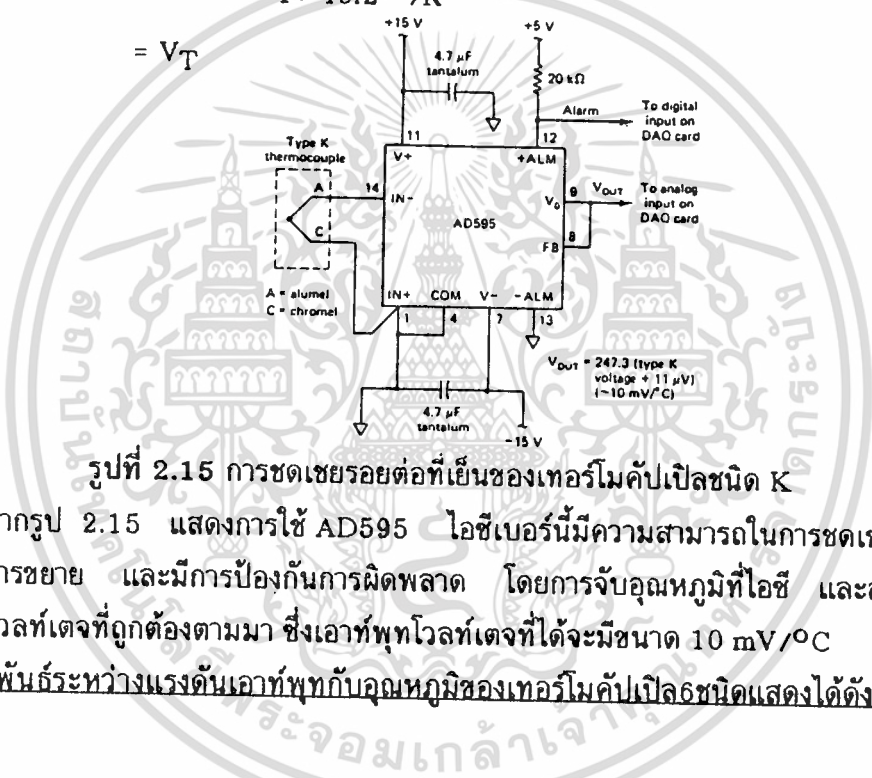 = V_T
+15 V
+5 V
4.7 µF
tantalum
20 kΩ
Alarm
To digital
input on
DAQ card
11
12
Type K
thermocouple
V+
+ALM
A
14
IN-
V₀
9
V_OUT
To analog
input on
DAQ card
AD595
C
FB
8
A = alumel
C = chromel
IN+
COM
V-
-ALM
1
4
7
13
V_OUT = 247.3 (type K
voltage + 11 µV)
(~10 mV/°C)
4.7 µF
tantalum
-15 V
รูปที่ 2.15 การชดเชยรอยต่อที่เย็นของเทอร์โมคัปเปิลชนิด K
ากรูป 2.15 แสดงการใช้ AD595 ไอซีเบอร์นี้มีความสามารถในการชดเช
ารขยาย และมีการป้องกันการผิดพลาด โดยการจับอุณหภูมิที่ไอซี และ
วลท์เตจที่ถูกต้องตามมา ซึ่งเอาท์พุทโวลท์เตจที่ได้จะมีขนาด 10 mV/°C
พันธ์ระหว่างแรงดันเอาท์พุทกับอุณหภูมิของเทอร์โมคัปเปิล6ชนิดแสดงได้ดัง